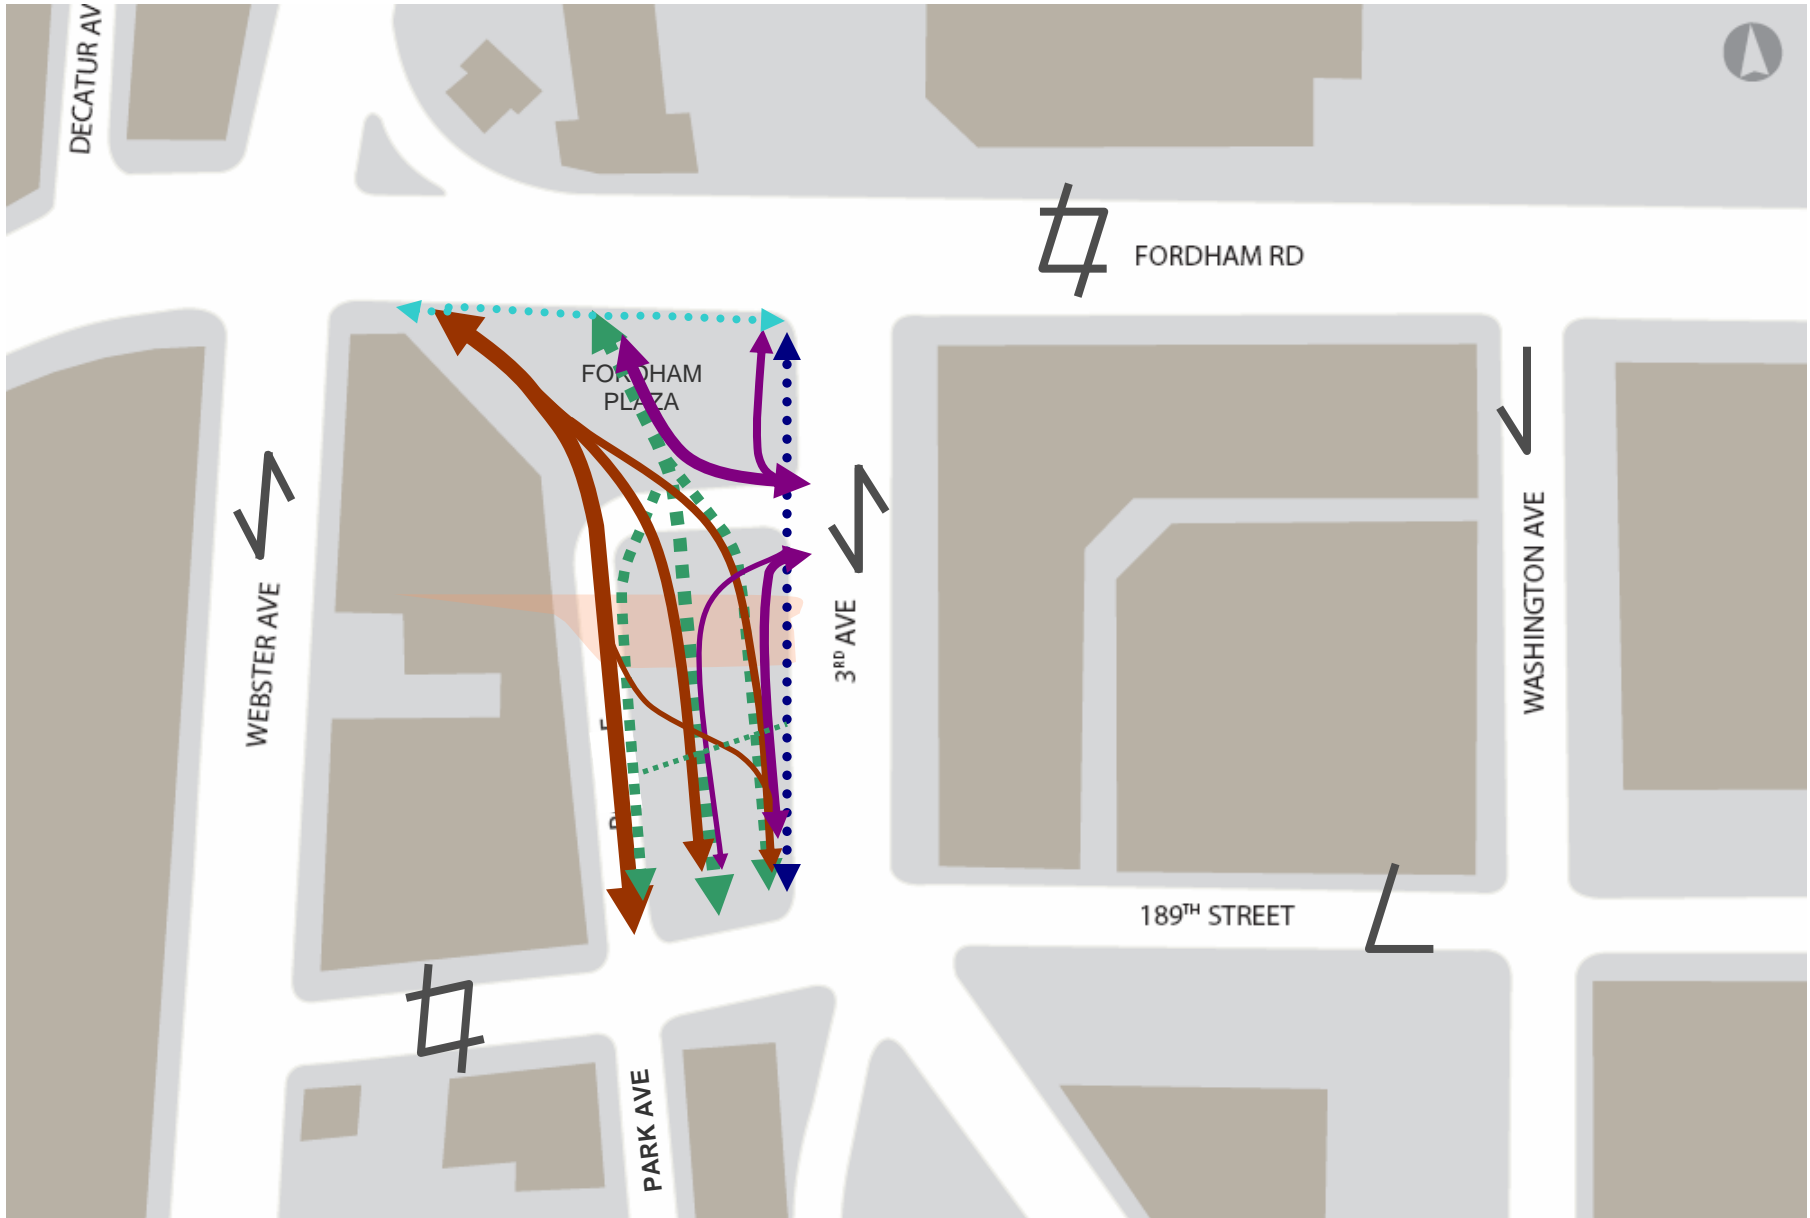 DECATUR AV
FORDHAM RD
FORDHAM
PLAZA
WEBSTER AVE
3RD AVE
WASHINGTON AVE
189TH STREET
PARK AVE